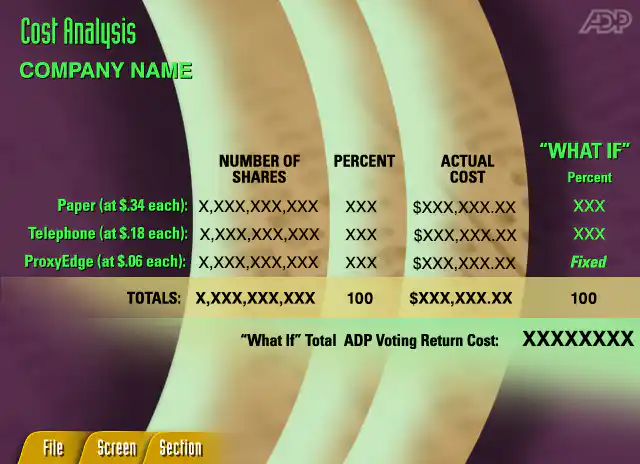 Cost Analysis
ADP
COMPANY NAME
"WHAT IF"
NUMBER OF SHARES PERCENT ACTUAL COST Percent
Paper (at $.34 each): X,XXX,XXX,XXX XXX $XXX,XXX.XX XXX
Telephone (at $.18 each): X,XXX,XXX,XXX XXX $XXX,XXX.XX XXX
ProxyEdge (at $.06 each): X,XXX,XXX,XXX XXX $XXX,XXX.XX Fixed
TOTALS: X,XXX,XXX,XXX 100 $XXX,XXX.XX 100
"What If" Total ADP Voting Return Cost: XXXXXXXX
File Screen Section